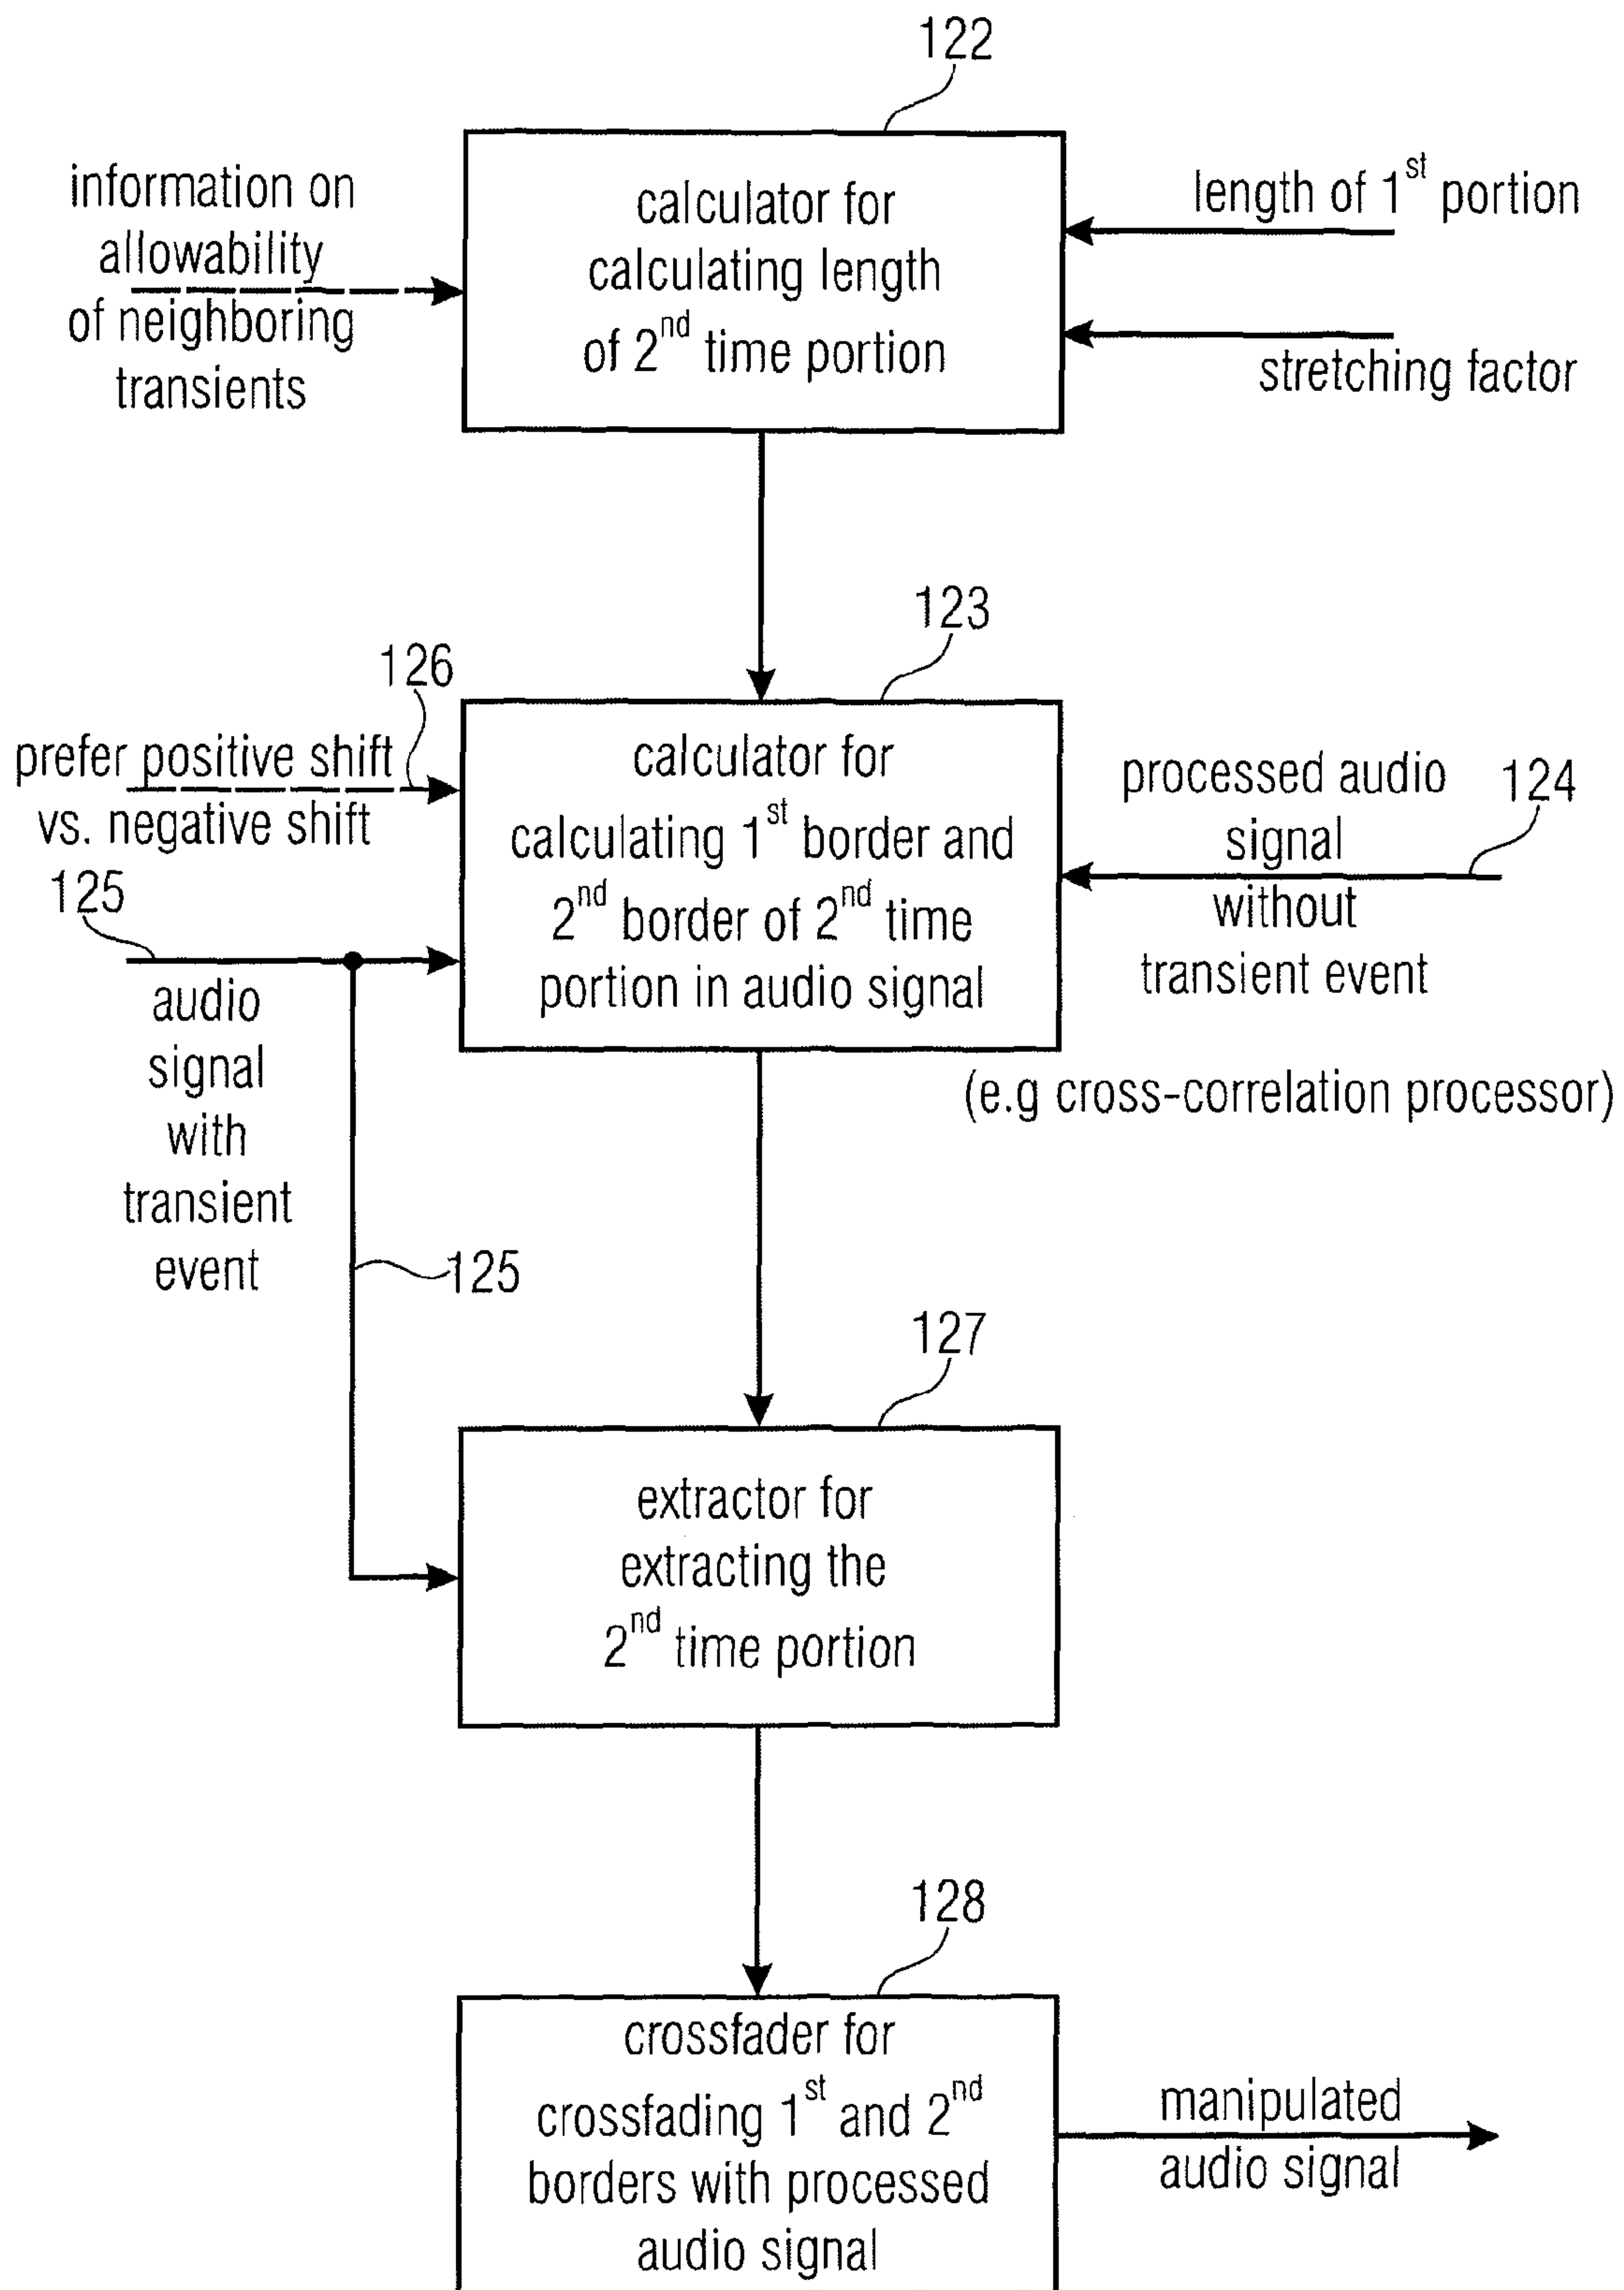 122
information on
allowability
of neighboring
transients
calculator for
calculating length
of 2nd time portion
length of 1st portion
stretching factor
123
126
prefer positive shift
vs. negative shift
125
calculator for
calculating 1st border and
2nd border of 2nd time
portion in audio signal
processed audio
signal
without
transient event
124
(e.g cross-correlation processor)
audio
signal
with
transient
event
125
127
extractor for
extracting the
2nd time portion
128
crossfader for
crossfading 1st and 2nd
borders with processed
audio signal
manipulated
audio signal